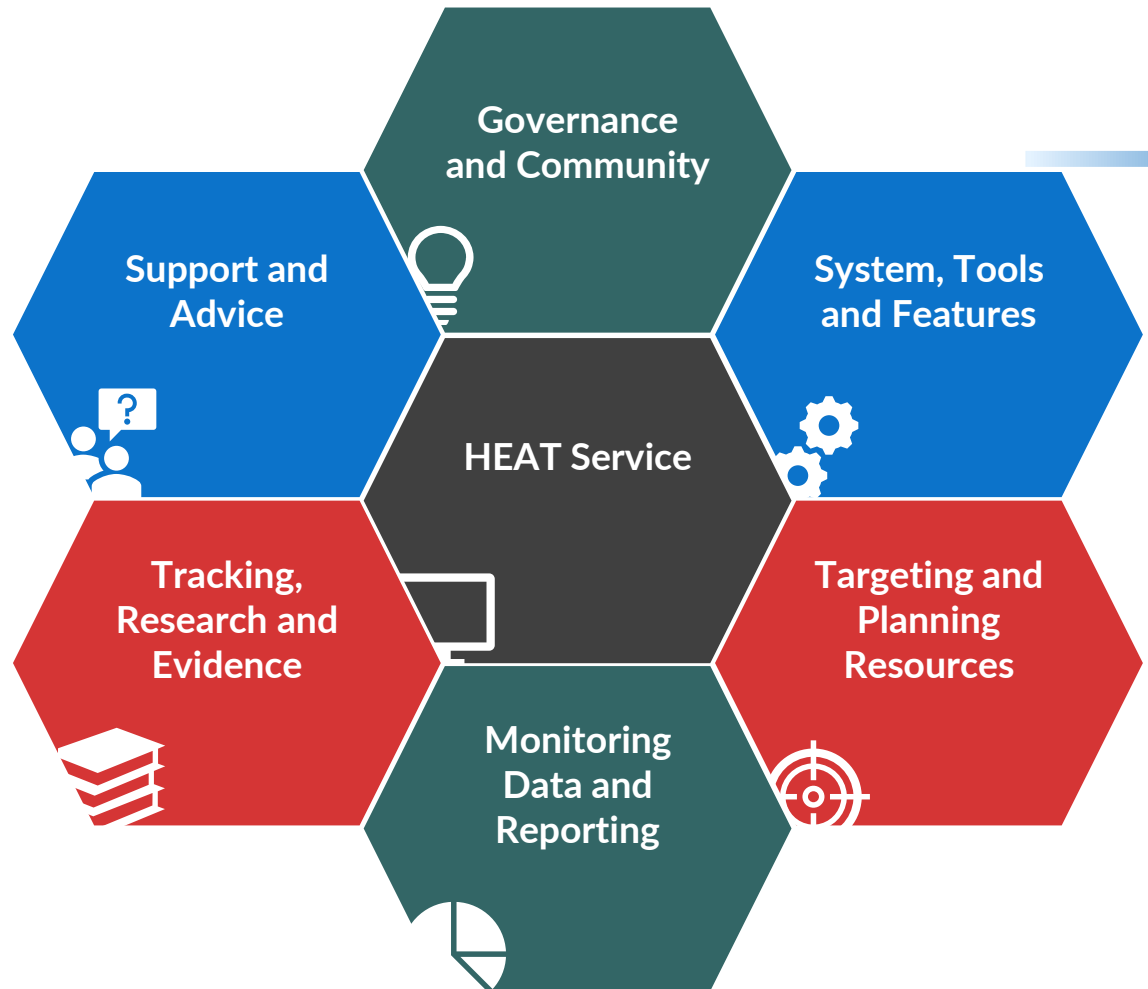 Governance
and Community
Support and
Advice
System, Tools
and Features
HEAT Service
Tracking,
Research and
Evidence
Targeting and
Planning
Resources
Monitoring
Data and
Reporting
?